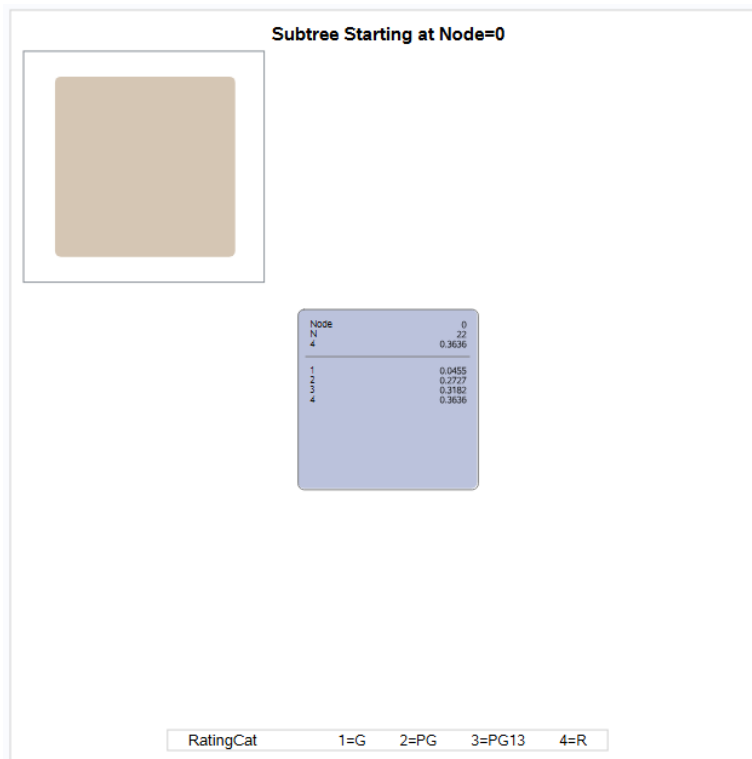 Subtree Starting at Node=0
Node 0
N 22
4 0.3636
1 0.0455
2 0.2727
3 0.3182
4 0.3636
RatingCat 1=G 2=PG 3=PG13 4=R